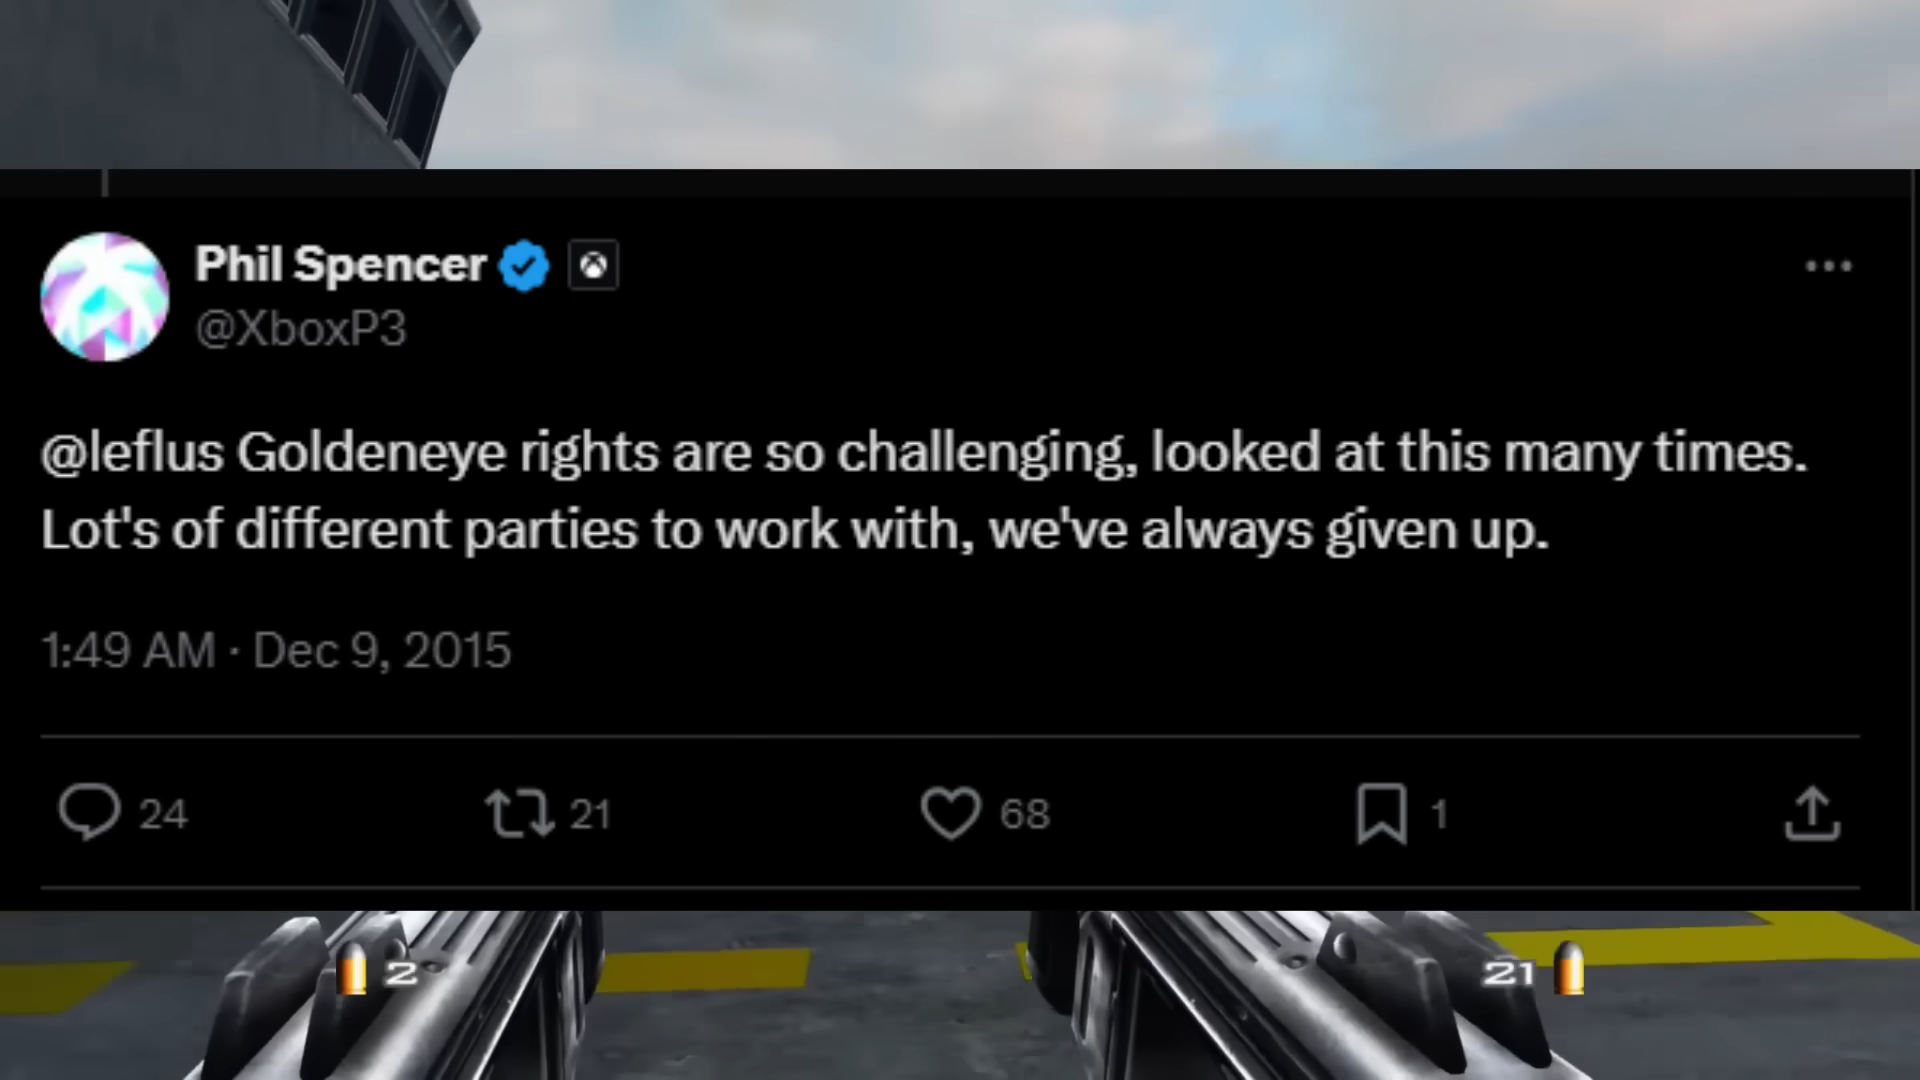 Phil Spencer
@XboxP3
@leflus Goldeneye rights are so challenging, looked at this many times.
Lot's of different parties to work with, we've always given up.
1:49 AM · Dec 9, 2015
24 21 68 1
2 21